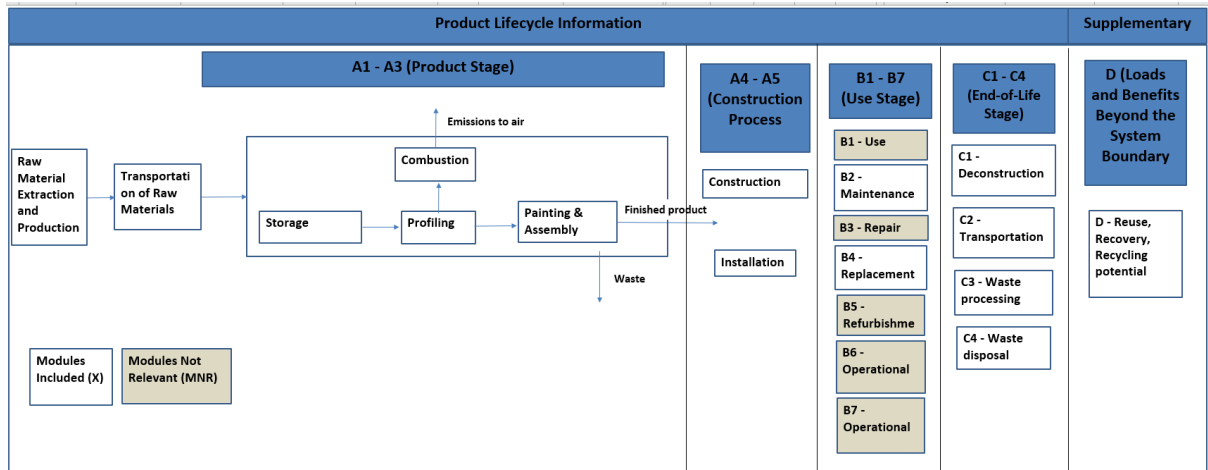 Product Lifecycle Information
Supplementary
A1 - A3 (Product Stage)
Raw
Material
Extraction
and
Production
Transportati
on of Raw
Materials
Emissions to air
Combustion
Storage
Profiling
Painting &
Assembly
Finished product
Waste
Modules
Included (X)
Modules Not
Relevant (MNR)
A4 - A5
(Construction
Process
Construction
Installation
B1 - B7
(Use Stage)
B1 - Use
B2 -
Maintenance
B3 - Repair
B4 -
Replacement
B5 -
Refurbishme
B6 -
Operational
B7 -
Operational
C1 - C4
(End-of-Life
Stage)
C1 -
Deconstruction
C2 -
Transportation
C3 - Waste
processing
C4 - Waste
disposal
D (Loads
and Benefits
Beyond the
System
Boundary
D - Reuse,
Recovery,
Recycling
potential